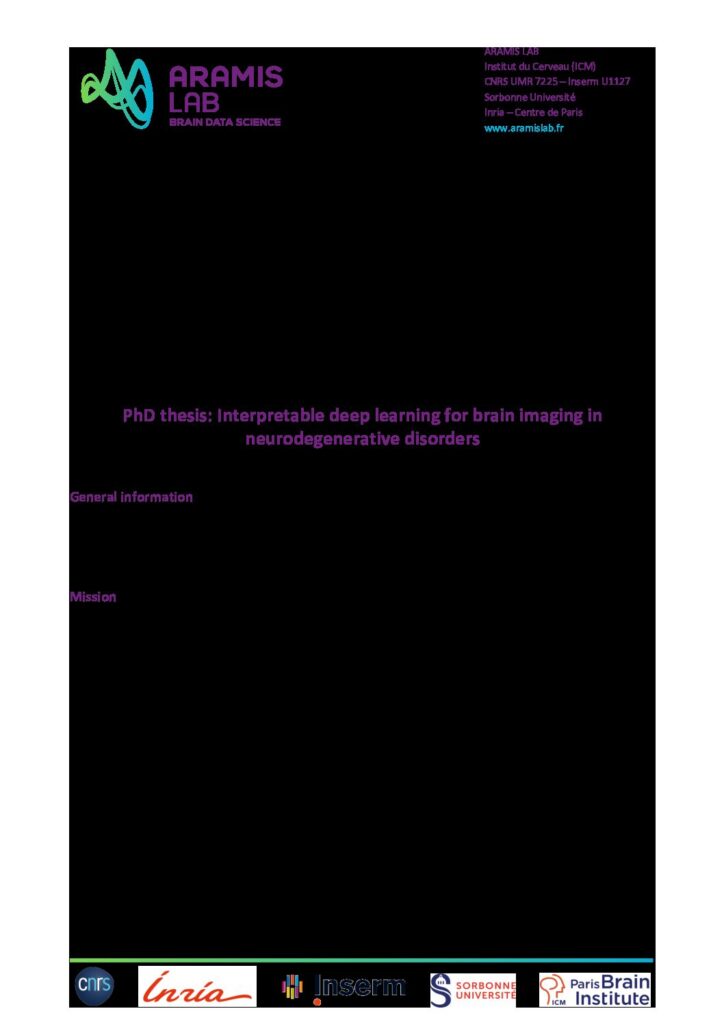 ARAMIS
LAB
BRAIN DATA SCIENCE
ARAMIS LAB
Institut du Cerveau (ICM)
CNRS UMR 7225 – Inserm U1127
Sorbonne Université
Inria – Centre de Paris
www.aramislab.fr
PhD thesis: Interpretable deep learning for brain imaging in
neurodegenerative disorders
General information
Mission
cnrs
Inria
Inserm
SORBONNE
UNIVERSITÉ
ICM
Paris Brain
Institute